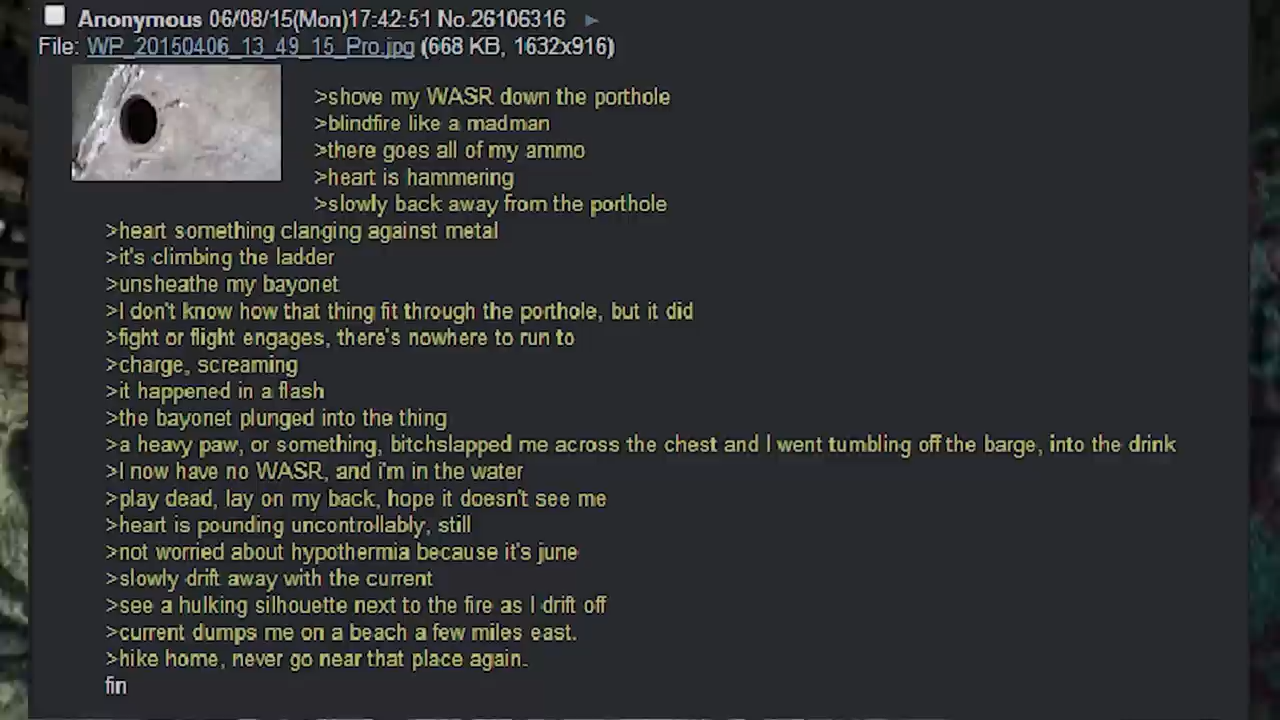 Anonymous 06/08/15(Mon)17:42:51 No.26106316 ►
File: WP_20150406_13_49_15_Pro.jpg (668 KB, 1632x916)
>shove my WASR down the porthole
>blindfire like a madman
>there goes all of my ammo
>heart is hammering
>slowly back away from the porthole
>heart something clanging against metal
>it's climbing the ladder
>unsheathe my bayonet
>I don't know how that thing fit through the porthole, but it did
>fight or flight engages, there's nowhere to run to
>charge, screaming
>it happened in a flash
>the bayonet plunged into the thing
>a heavy paw, or something, bitchslapped me across the chest and I went tumbling off the barge, into the drink
>I now have no WASR, and i'm in the water
>play dead, lay on my back, hope it doesn't see me
>heart is pounding uncontrollably, still
>not worried about hypothermia because it's june
>slowly drift away with the current
>see a hulking silhouette next to the fire as I drift off
>current dumps me on a beach a few miles east.
>hike home, never go near that place again.
fin